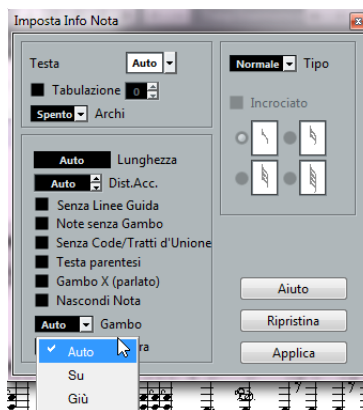 Imposta Info Nota
Testa Auto
Tabulazione 0
Spento Archi
Normale Tipo
Incrociato
Auto Lunghezza
Auto Dist.Acc.
Senza Linee Guida
Note senza Gambo
Senza Code/Tratti d'Unione
Testa parentesi
Gambo X (parlato)
Nascondi Nota
Auto Gambo
Auto
Su
Giù
Aiuto
Ripristina
Applica